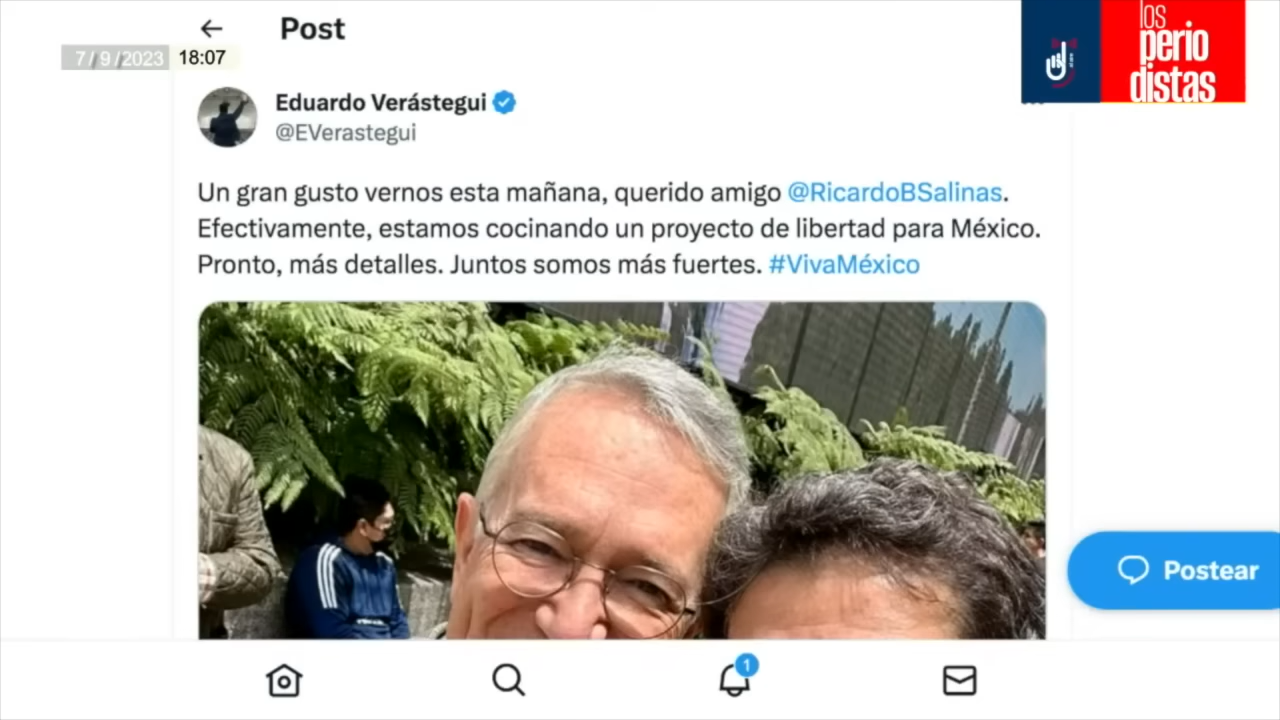 Post
7/9/2023 18:07
los
perio
distas
Eduardo Verástegui
@EVerastegui
Un gran gusto vernos esta mañana, querido amigo @RicardoBSalinas.
Efectivamente, estamos cocinando un proyecto de libertad para México.
Pronto, más detalles. Juntos somos más fuertes. #VivaMéxico
Postear
1